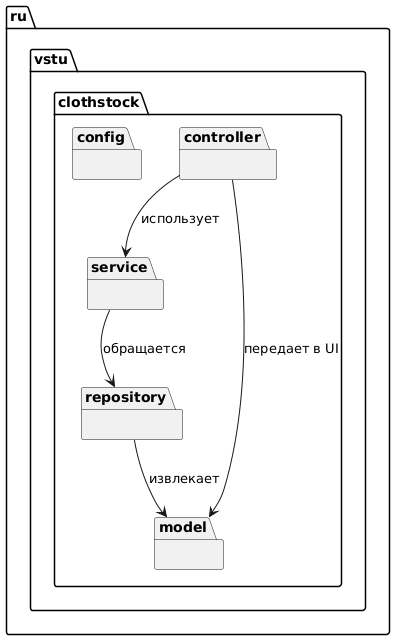 ru
vstu
clothstock
config
controller
использует
service
обращается
передает в UI
repository
извлекает
model